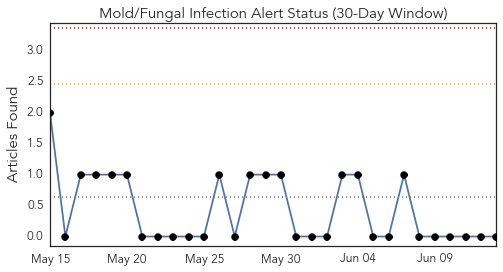 Mold/Fungal Infection Alert Status (30-Day Window)
Articles Found
3.0
2.5
2.0
1.5
1.0
0.5
0.0
May 15
May 20
May 25
May 30
Jun 04
Jun 09